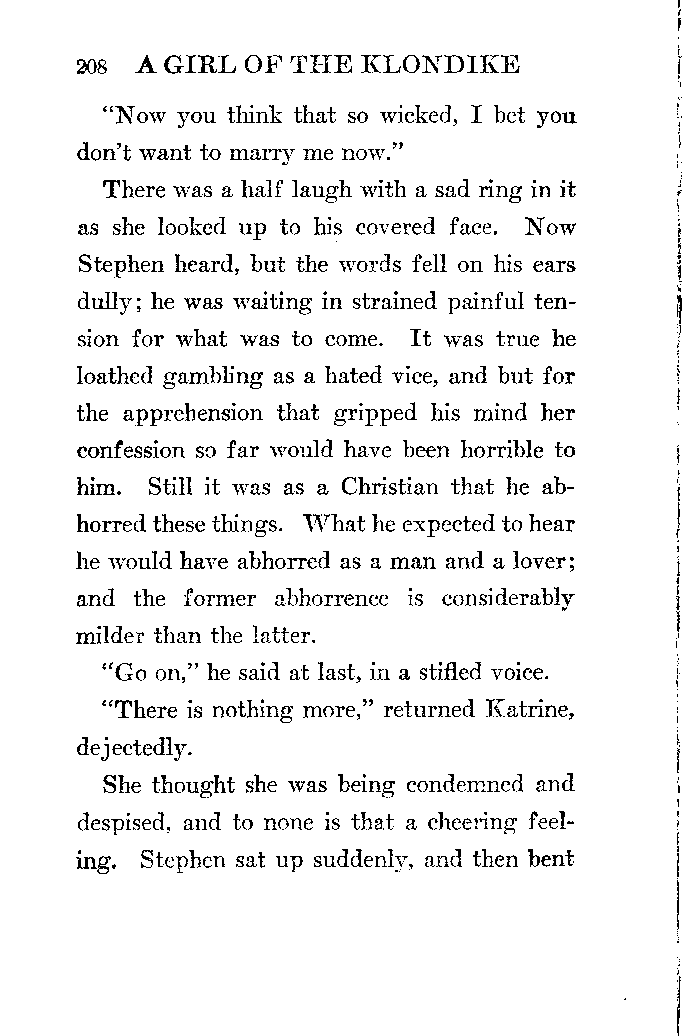 208 A GIRL OF THE KLONDIKE
“Now you think that so wicked, I bet you
don’t want to marry me now.”
There was a half laugh with a sad ring in it
as she looked up to his covered face. Now
Stephen heard, but the words fell on his ears
dully; he was waiting in strained painful ten-
sion for what was to come. It was true he
loathed gambling as a hated vice, and but for
the apprehension that gripped his mind her
confession so far would have been horrible to
him. Still it was as a Christian that he ab-
horred these things. What he expected to hear
he would have abhorred as a man and a lover;
and the former abhorrence is considerably
milder than the latter.
“Go on,” he said at last, in a stifled voice.
“There is nothing more,” returned Katrine,
dejectedly.
She thought she was being condemned and
despised, and to none is that a cheering feel-
ing. Stephen sat up suddenly, and then bent